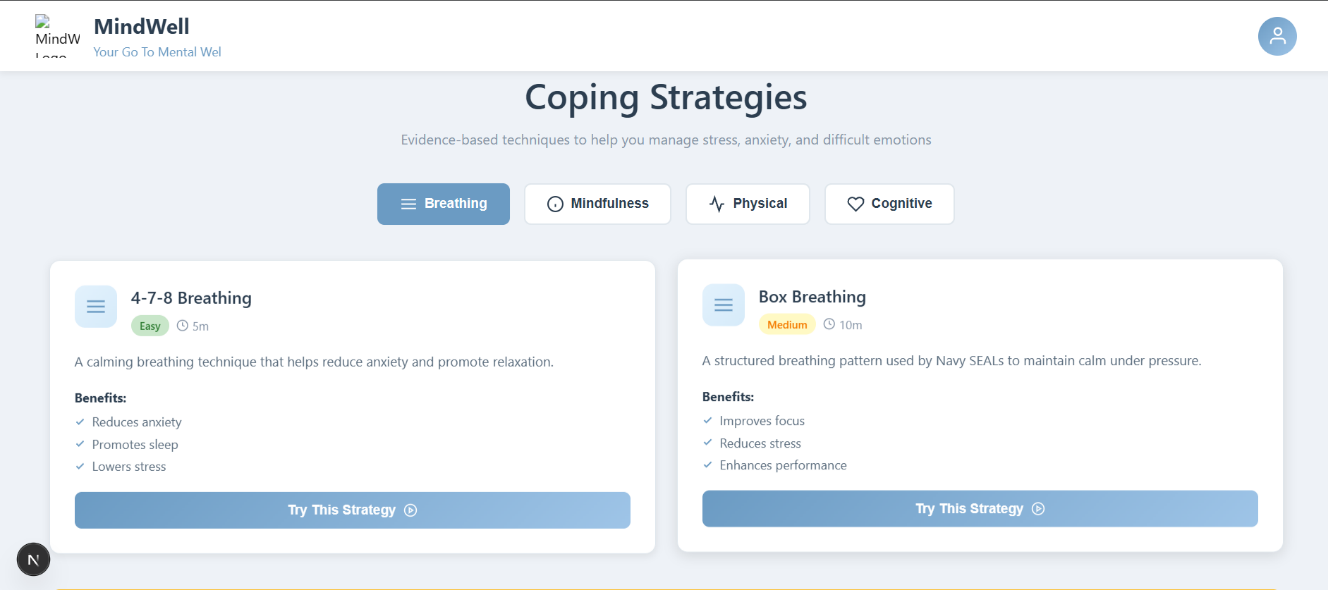 MindW
Logo
MindWell
Your Go To Mental Wel
Coping Strategies
Evidence-based techniques to help you manage stress, anxiety, and difficult emotions
Breathing
Mindfulness
Physical
Cognitive
4-7-8 Breathing
Easy
5m
A calming breathing technique that helps reduce anxiety and promote relaxation.
Benefits:
Reduces anxiety
Promotes sleep
Lowers stress
Try This Strategy
Box Breathing
Medium
10m
A structured breathing pattern used by Navy SEALs to maintain calm under pressure.
Benefits:
Improves focus
Reduces stress
Enhances performance
Try This Strategy
N